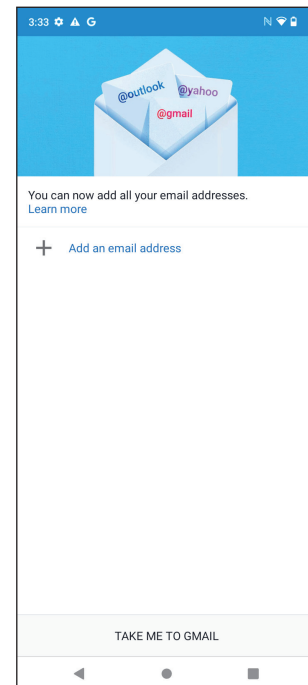 3:33 G N
@outlook @yahoo
@gmail
You can now add all your email addresses.
Learn more
Add an email address
TAKE ME TO GMAIL